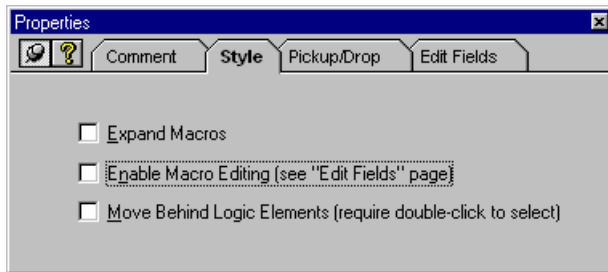 Properties
Comment Style Pickup/Drop Edit Fields
Expand Macros
Enable Macro Editing (see "Edit Fields" page)
Move Behind Logic Elements (require double-click to select)